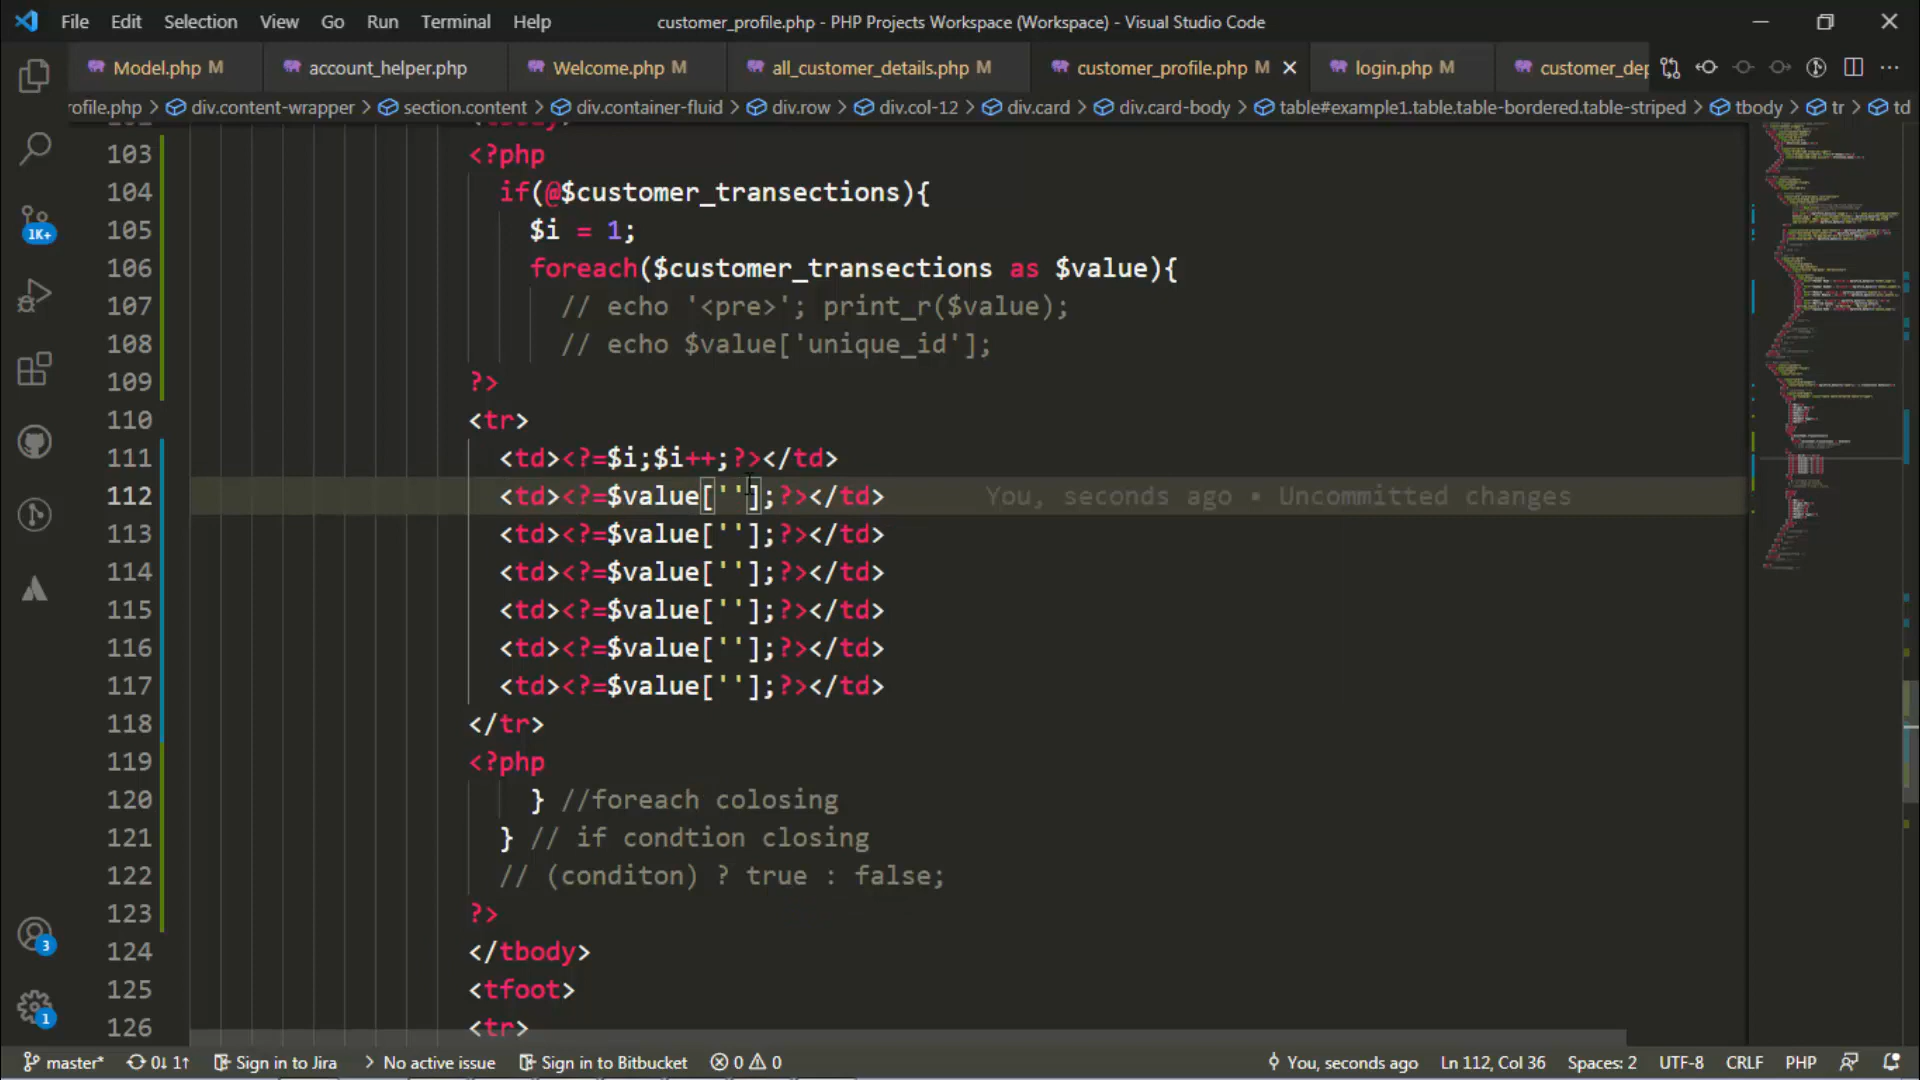 File Edit Selection View Go Run Terminal Help customer_profile.php - PHP Projects Workspace (Workspace) - Visual Studio Code
Model.php M account_helper.php Welcome.php M all_customer_details.php M customer_profile.php M login.php M customer_dep
rofile.php > div.content-wrapper > section.content > div.container-fluid > div.row > div.col-12 > div.card > div.card-body > table#example1.table.table-bordered.table-striped > tbody > tr > td
103 <?php
104 if(@$customer_transections){
105 $i = 1;
106 foreach($customer_transections as $value){
107 // echo '<pre>'; print_r($value);
108 // echo $value['unique_id'];
109 ?>
110 <tr>
111 <td><?=$i;$i++;?></td>
112 <td><?=$value[''];?></td> You, seconds ago • Uncommitted changes
113 <td><?=$value[''];?></td>
114 <td><?=$value[''];?></td>
115 <td><?=$value[''];?></td>
116 <td><?=$value[''];?></td>
117 <td><?=$value[''];?></td>
118 </tr>
119 <?php
120 } //foreach colosing
121 } // if condtion closing
122 // (conditon) ? true : false;
123 ?>
124 </tbody>
125 <tfoot>
126 <tr>
1K+
3
1
master* 0↓ 1↑ Sign in to Jira No active issue Sign in to Bitbucket 0 0 You, seconds ago Ln 112, Col 36 Spaces: 2 UTF-8 CRLF PHP